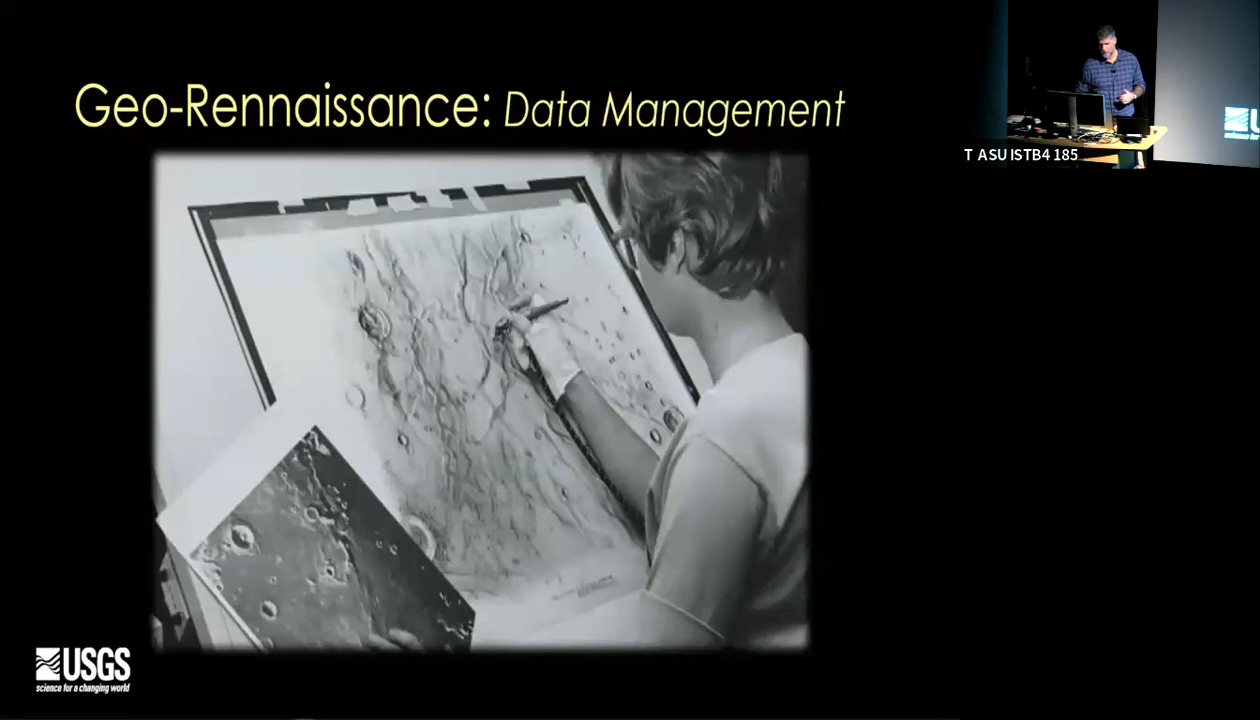 Geo-Rennaissance: Data Management
T ASU ISTB4 185
USGS
science for a changing world